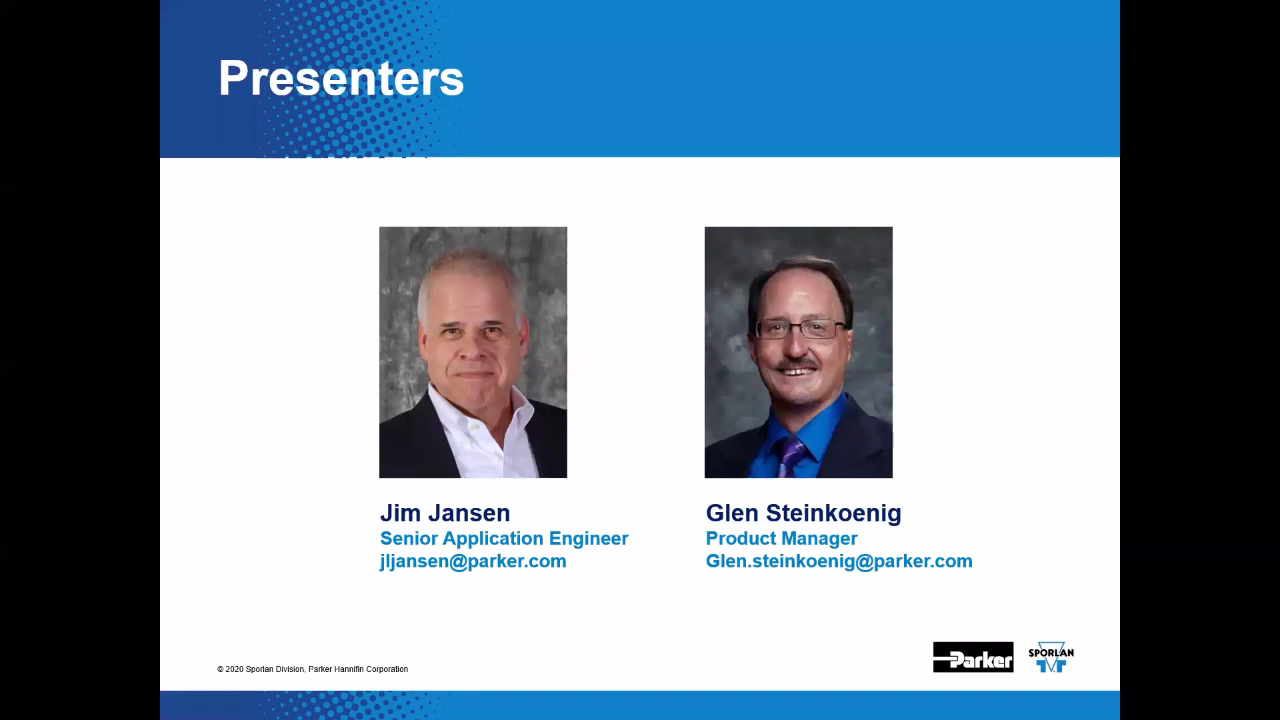 Presenters
Jim Jansen
Senior Application Engineer
jljansen@parker.com
Glen Steinkoenig
Product Manager
Glen.steinkoenig@parker.com
© 2020 Sporlan Division, Parker Hannifin Corporation
Parker
SPORLAN